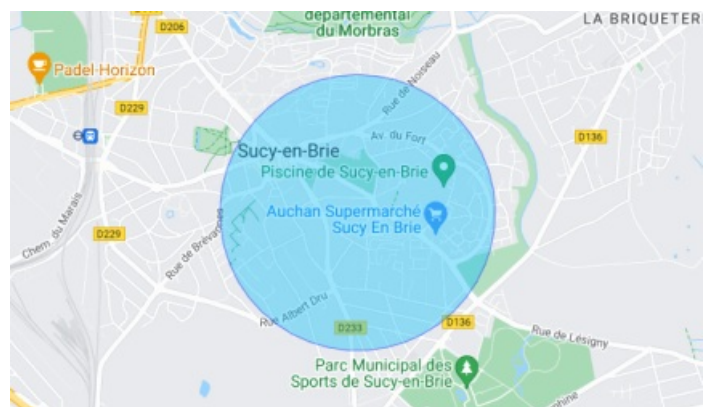 départemental
du Morbras
LA BRIQUETERI
D206
Padel Horizon
Rue de Noiseau
D229
Av. du Fort
D136
Sucy-en-Brie
Piscine de Sucy-en-Brie
Auchan Supermarché
Sucy En Brie
Chem. du Marais
D229
Rue de Brévannes
Rue Albert Dru
D233
D136
Rue de Lésigny
Parc Municipal des
Sports de Sucy-en-Brie